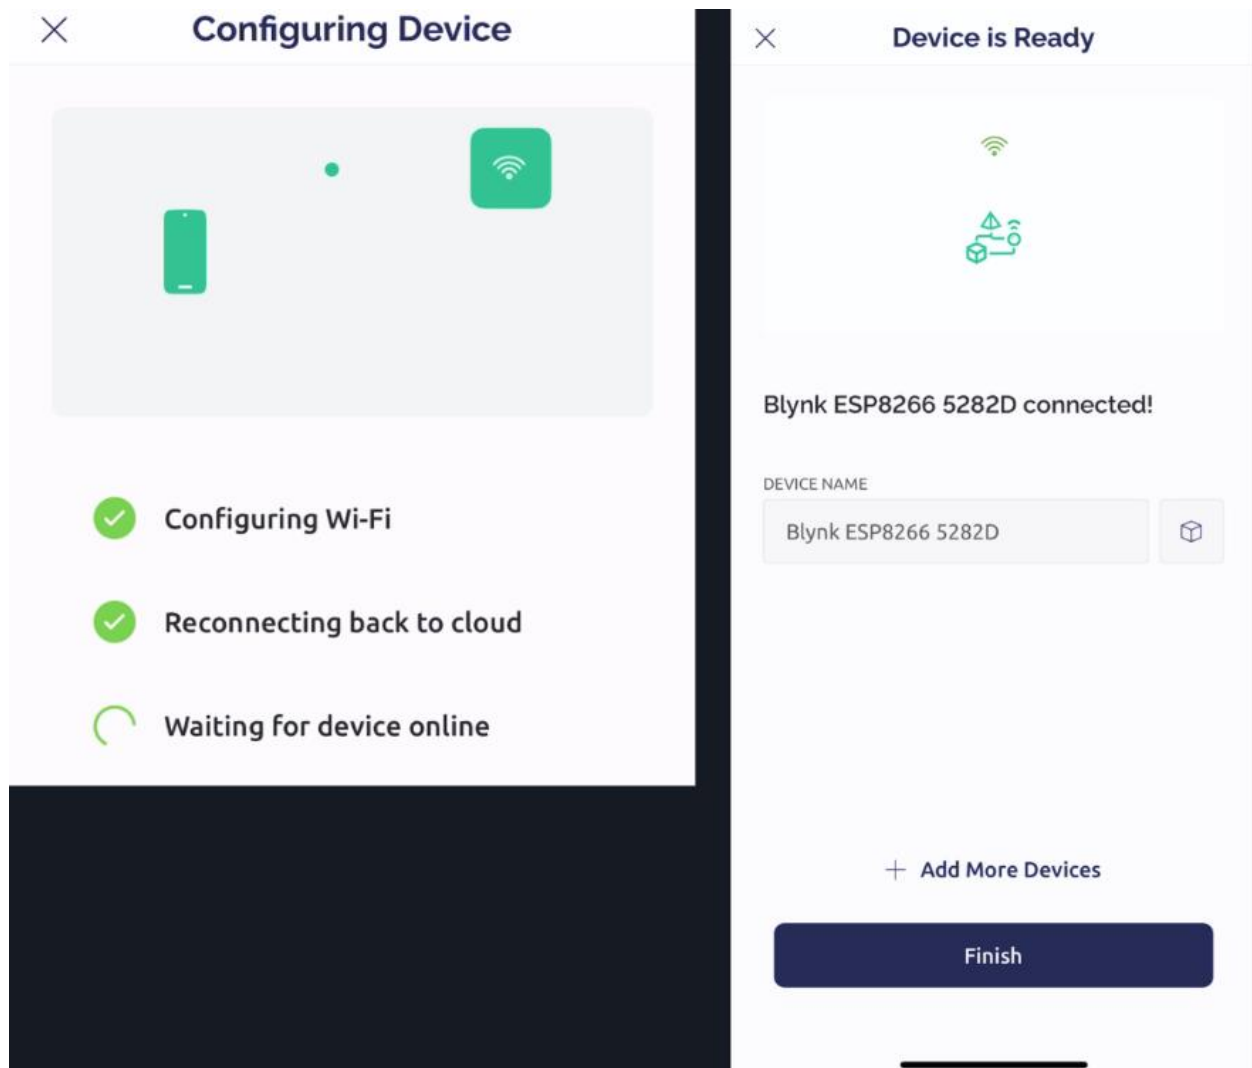 Configuring Device
Configuring Wi-Fi
Reconnecting back to cloud
Waiting for device online
Device is Ready
Blynk ESP8266 5282D connected!
DEVICE NAME
Blynk ESP8266 5282D
Add More Devices
Finish